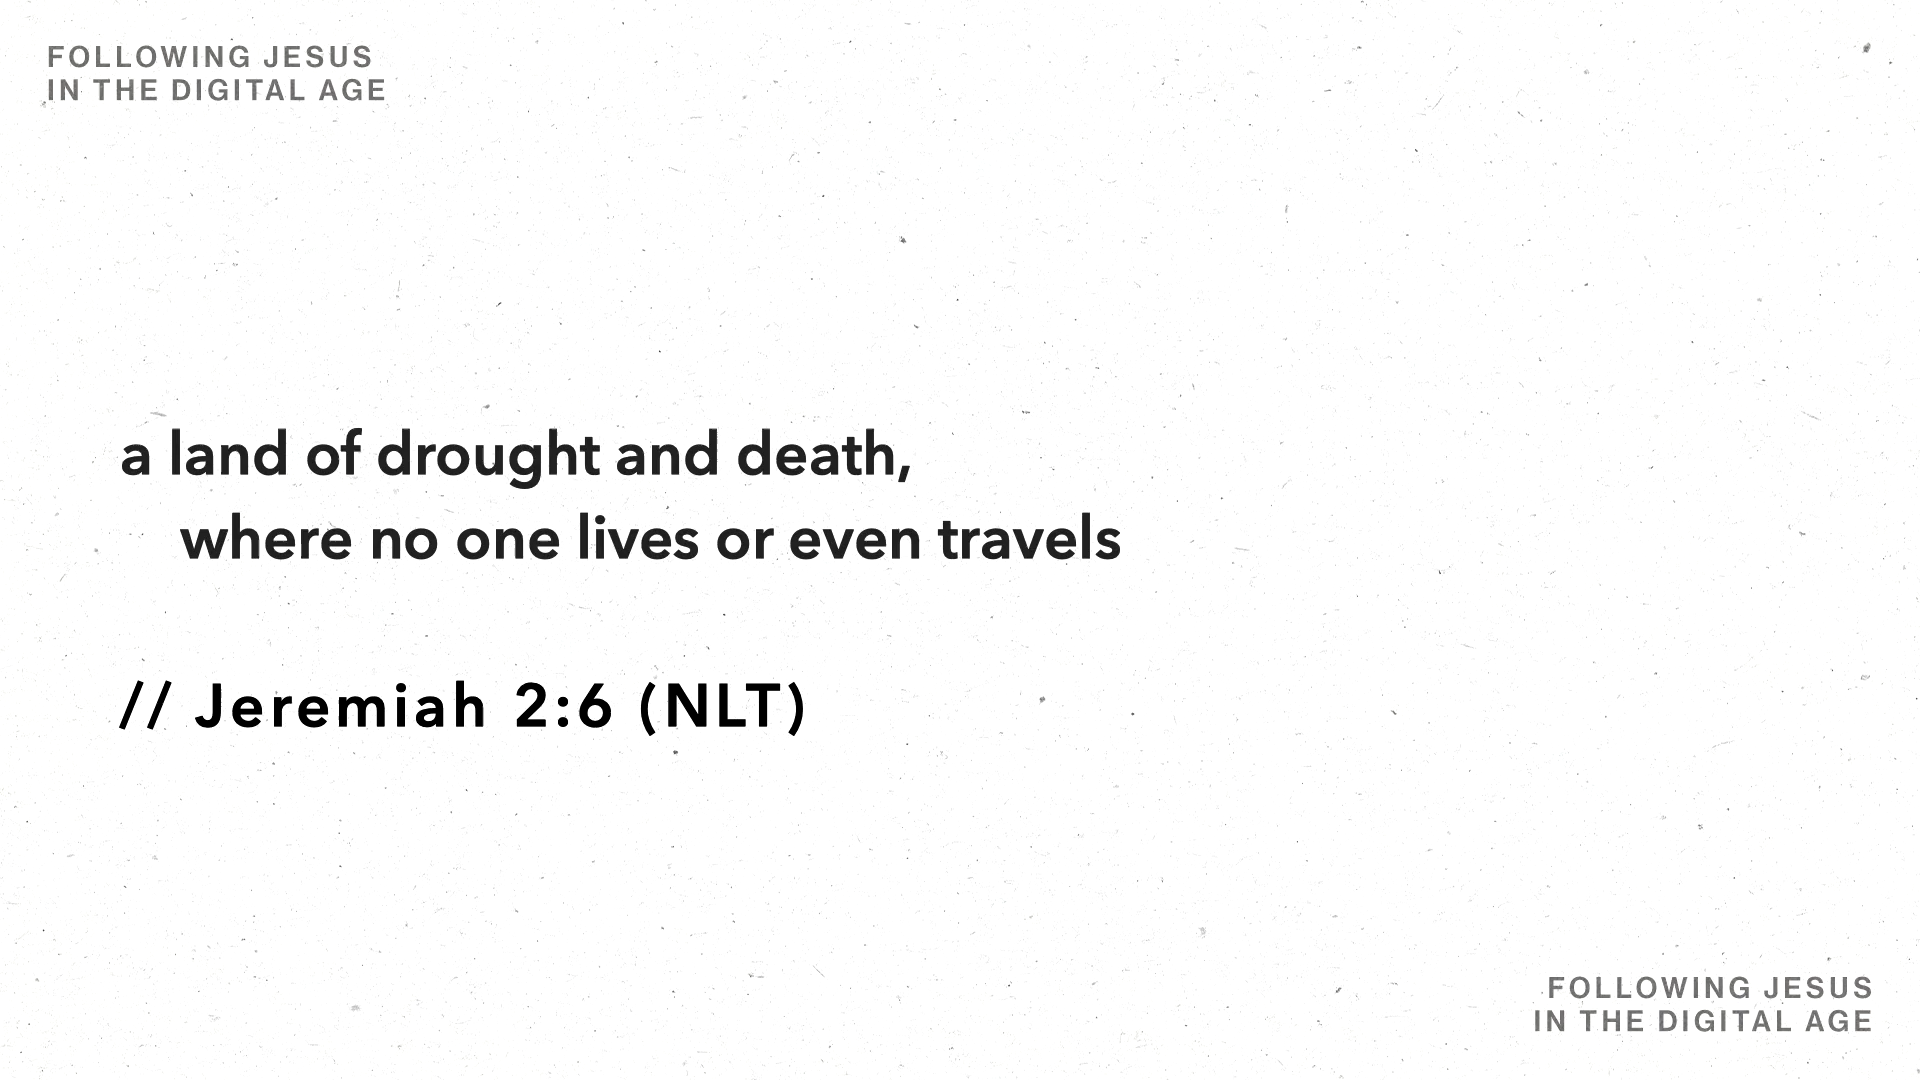 FOLLOWING JESUS
IN THE DIGITAL AGE
a land of drought and death,
where no one lives or even travels
// Jeremiah 2:6 (NLT)
FOLLOWING JESUS
IN THE DIGITAL AGE